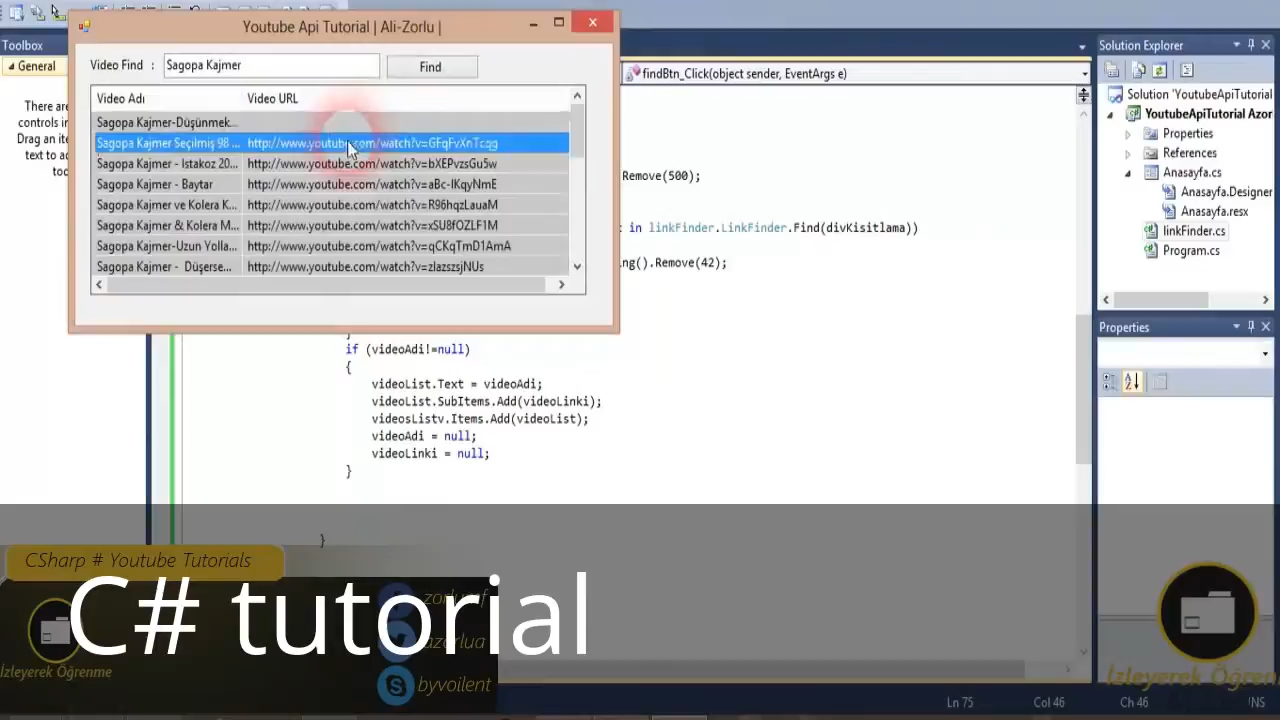 Youtube Api Tutorial | Ali-Zorlu |
Toolbox
General
There are
controls in
Drag an ite
text to ac
too
Video Find :
Sagopa Kajmer
Find
Video Adı
Video URL
Sagopa Kajmer-Düşünmek...
Sagopa Kajmer Seçilmiş 98 ...
http://www.youtube.com/watch?v=GFqFvXnTcqg
Sagopa Kajmer - Istakoz 20...
http://www.youtube.com/watch?v=bXEPvzsGu5w
Sagopa Kajmer - Baytar
http://www.youtube.com/watch?v=aBc-IKqyNmE
Sagopa Kajmer ve Kolera K...
http://www.youtube.com/watch?v=R96hqzLauaM
Sagopa Kajmer & Kolera M...
http://www.youtube.com/watch?v=xSU8fOZLF1M
Sagopa Kajmer-Uzun Yolla...
http://www.youtube.com/watch?v=qCKqTmD1AmA
Sagopa Kajmer - Düşerse...
http://www.youtube.com/watch?v=zlazszsjNUs
findBtn_Click(object sender, EventArgs e)
Remove(500);
in linkFinder.LinkFinder.Find(divKisitlama))
ng().Remove(42);
}
if (videoAdi!=null)
{
videoList.Text = videoAdi;
videoList.SubItems.Add(videoLinki);
videosListv.Items.Add(videoList);
videoAdi = null;
videoLinki = null;
}
}
Solution Explorer
Solution 'YoutubeApiTutorial
YoutubeApiTutorial Azor
Properties
References
Anasayfa.cs
Anasayfa.Designer
Anasayfa.resx
linkFinder.cs
Program.cs
Properties
CSharp # Youtube Tutorials
C# tutorial
azorlua
byvoilent
İzleyerek Öğrenme
İzleyerek Öğren
Ln 75
Col 46
Ch 46
INS